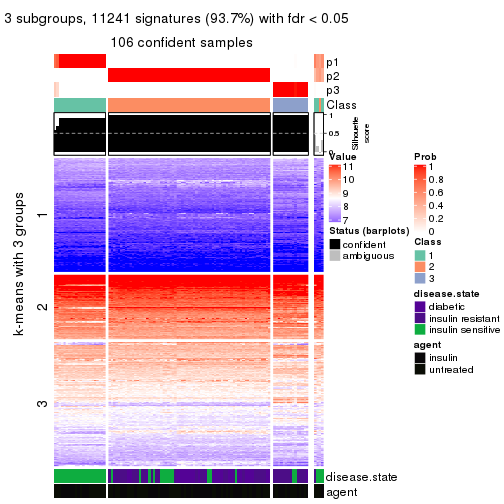 3 subgroups, 11241 signatures (93.7%) with fdr < 0.05
106 confident samples
p1
p2
p3
Class
1
0.5
0
Silhouette
score
k-means with 3 groups
1
2
3
disease.state
agent
Value
11
10
9
8
7
Status (barplots)
confident
ambiguous
Prob
1
0.8
0.6
0.4
0.2
0
Class
1
2
3
disease.state
diabetic
insulin resistant
insulin sensitive
agent
insulin
untreated